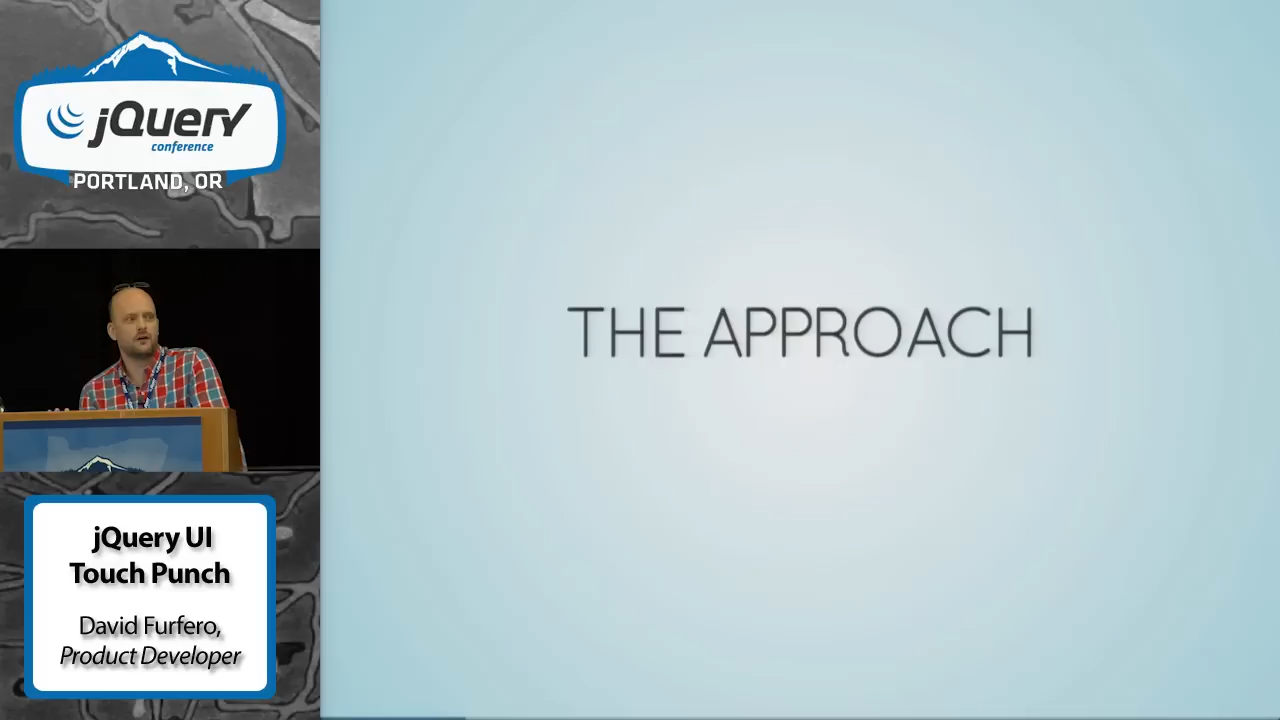 jQuery
conference
PORTLAND, OR
THE APPROACH
jQuery UI
Touch Punch
David Furfero,
Product Developer